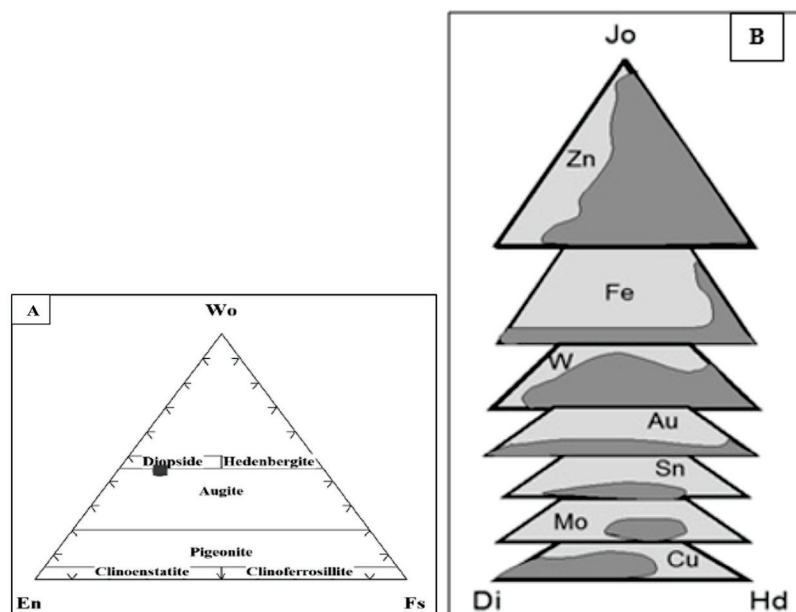 A
Wo
Diopside Hedenbergite
Augite
Pigeonite
Clinoenstatite Clinoferrosillite
En Fs
B
Jo
Zn
Fe
W
Au
Sn
Mo
Cu
Di Hd